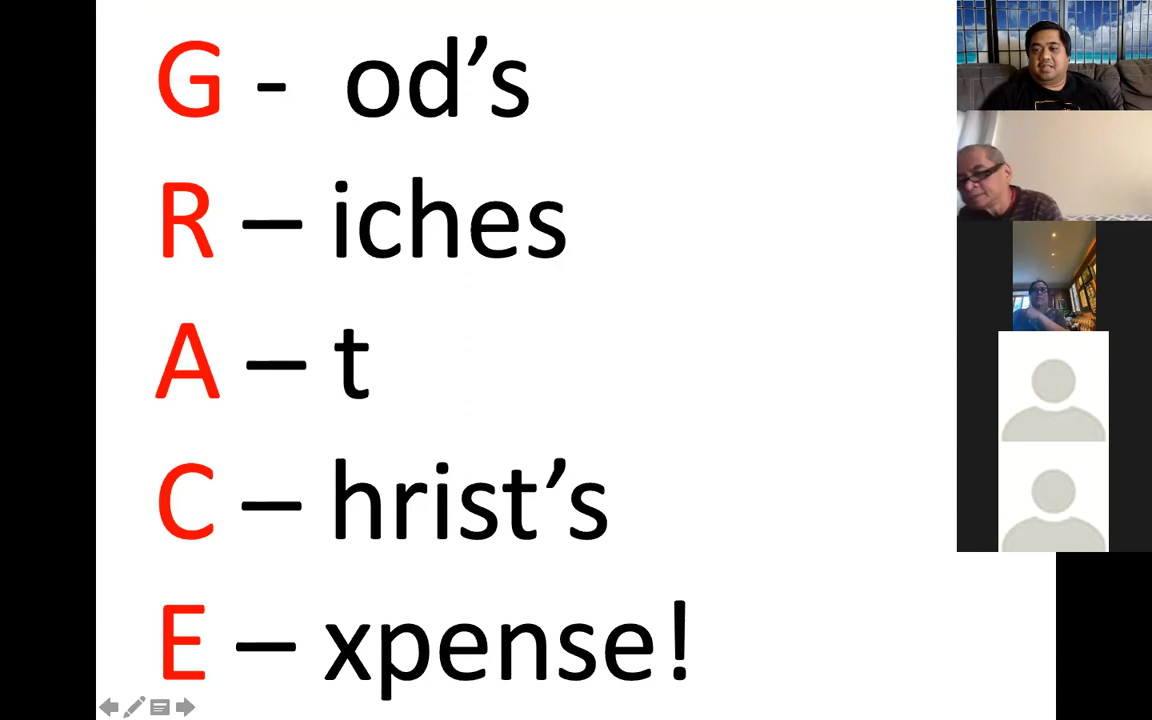 G - od’s
R – iches
A – t
C – hrist’s
E – xpense!